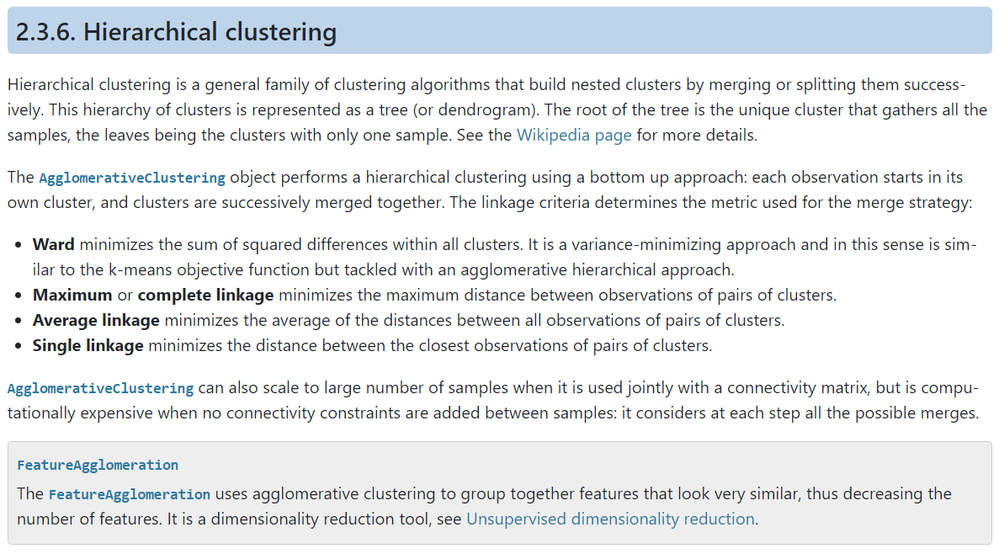 2.3.6. Hierarchical clustering
Hierarchical clustering is a general family of clustering algorithms that build nested clusters by merging or splitting them success-
ively. This hierarchy of clusters is represented as a tree (or dendrogram). The root of the tree is the unique cluster that gathers all the
samples, the leaves being the clusters with only one sample. See the Wikipedia page for more details.
The AgglomerativeClustering object performs a hierarchical clustering using a bottom up approach: each observation starts in its
own cluster, and clusters are successively merged together. The linkage criteria determines the metric used for the merge strategy:
• Ward minimizes the sum of squared differences within all clusters. It is a variance-minimizing approach and in this sense is sim-
ilar to the k-means objective function but tackled with an agglomerative hierarchical approach.
• Maximum or complete linkage minimizes the maximum distance between observations of pairs of clusters.
• Average linkage minimizes the average of the distances between all observations of pairs of clusters.
• Single linkage minimizes the distance between the closest observations of pairs of clusters.
AgglomerativeClustering can also scale to large number of samples when it is used jointly with a connectivity matrix, but is compu-
tationally expensive when no connectivity constraints are added between samples: it considers at each step all the possible merges.
FeatureAgglomeration
The FeatureAgglomeration uses agglomerative clustering to group together features that look very similar, thus decreasing the
number of features. It is a dimensionality reduction tool, see Unsupervised dimensionality reduction.